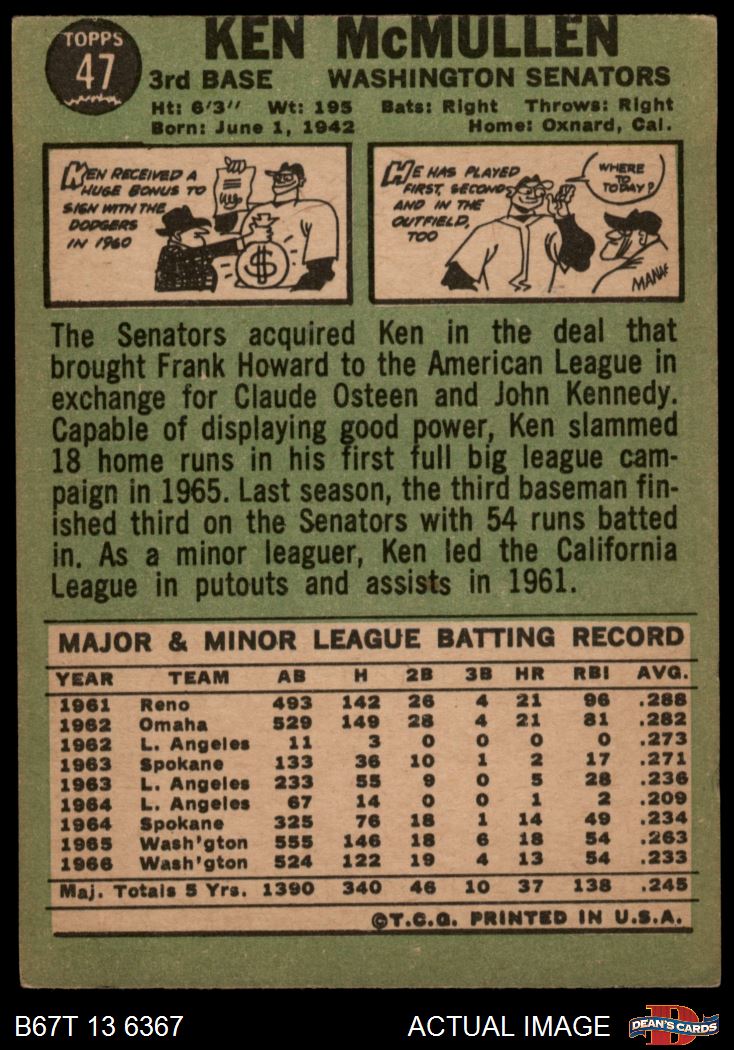 TOPPS
47
KEN McMULLEN
3rd BASE WASHINGTON SENATORS
Ht: 6'3" Wt: 195 Bats: Right Throws: Right
Born: June 1, 1942 Home: Oxnard, Cal.
KEN RECEIVED A
HUGE BONUS TO
SIGN WITH THE
DODGERS
IN 1960
$
HE HAS PLAYED
FIRST, SECOND,
AND IN THE
OUTFIELD,
TOO
WHERE
TO
TODAY?
The Senators acquired Ken in the deal that
brought Frank Howard to the American League in
exchange for Claude Osteen and John Kennedy.
Capable of displaying good power, Ken slammed
18 home runs in his first full big league cam-
paign in 1965. Last season, the third baseman fin-
ished third on the Senators with 54 runs batted
in. As a minor leaguer, Ken led the California
League in putouts and assists in 1961.
MAJOR & MINOR LEAGUE BATTING RECORD
YEAR TEAM AB H 2B 3B HR RBI AVG.
1961 Reno 493 142 26 4 21 96 .288
1962 Omaha 529 149 28 4 21 81 .282
1962 L. Angeles 11 3 0 0 0 0 .273
1963 Spokane 133 36 10 1 2 17 .271
1963 L. Angeles 233 55 9 0 5 28 .236
1964 L. Angeles 67 14 0 0 1 2 .209
1964 Spokane 325 76 18 1 14 49 .234
1965 Wash'gton 555 146 18 6 18 54 .263
1966 Wash'gton 524 122 19 4 13 54 .233
Maj. Totals 5 Yrs. 1390 340 46 10 37 138 .245
©T.C.G. PRINTED IN U.S.A.
B67T 13 6367 ACTUAL IMAGE
D
DEAN'S CARDS